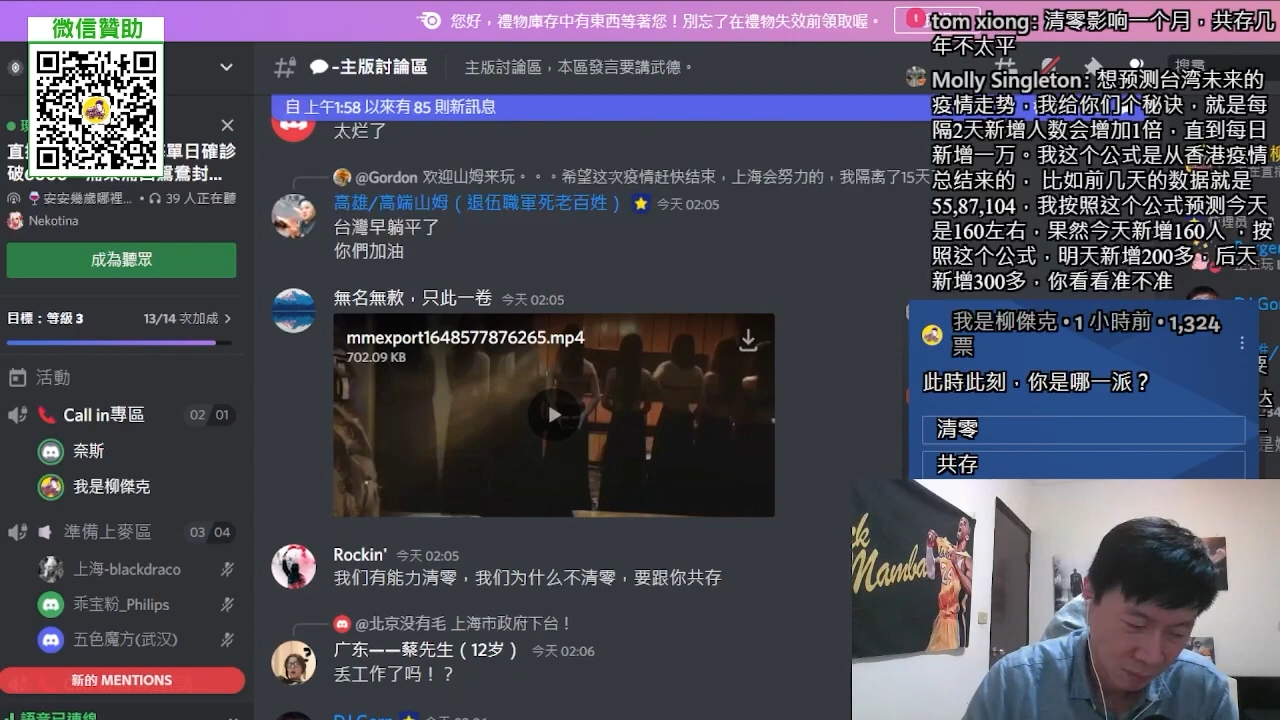 微信贊助
您好，禮物庫存中有東西等著您！別忘了在禮物失效前領取喔。
tom xiong: 清零影响一个月，共存几
年不太平
-主版討論區
主版討論區，本區發言要講武德。
搜尋
Molly Singleton: 想预测台湾未来的
疫情走势，我给你们个秘诀，就是每
隔2天新增人数会增加1倍，直到每日
新增一万。我这个公式是从香港疫情
总结来的， 比如前几天的数据就是
55,87,104，我按照这个公式预测今天
是160左右，果然今天新增160人 ，按
照这个公式，明天新增200多，后天
新增300多，你看看准不准
自 上午1:58 以來有 85 則新訊息
太烂了
單日確診
安安幾歲哪裡... • 39 人正在聽
Nekotina
成為聽眾
目標：等級 3
13/14 次加成
活動
Call in專區
02 01
奈斯
我是柳傑克
準備上麥區
03 04
上海-blackdraco
乖宝粉_Philips
五色魔方(武汉)
新的 MENTIONS
語音已連線
@Gordon 欢迎山姆来玩。。。希望这次疫情赶快结束，上海会努力的，我隔离了15天
高雄/高端山姆（退伍職軍死老百姓） 今天 02:05
台灣早躺平了
你們加油
無名無赦，只此一卷 今天 02:05
mmexport1648577876265.mp4
702.09 KB
Rockin' 今天 02:05
我们有能力清零，我们为什么不清零，要跟你共存
@北京没有毛 上海市政府下台！
广东——蔡先生（12岁） 今天 02:06
丢工作了吗！？
我是柳傑克 • 1 小時前 • 1,324
票
此時此刻，你是哪一派？
清零
共存
Mamba